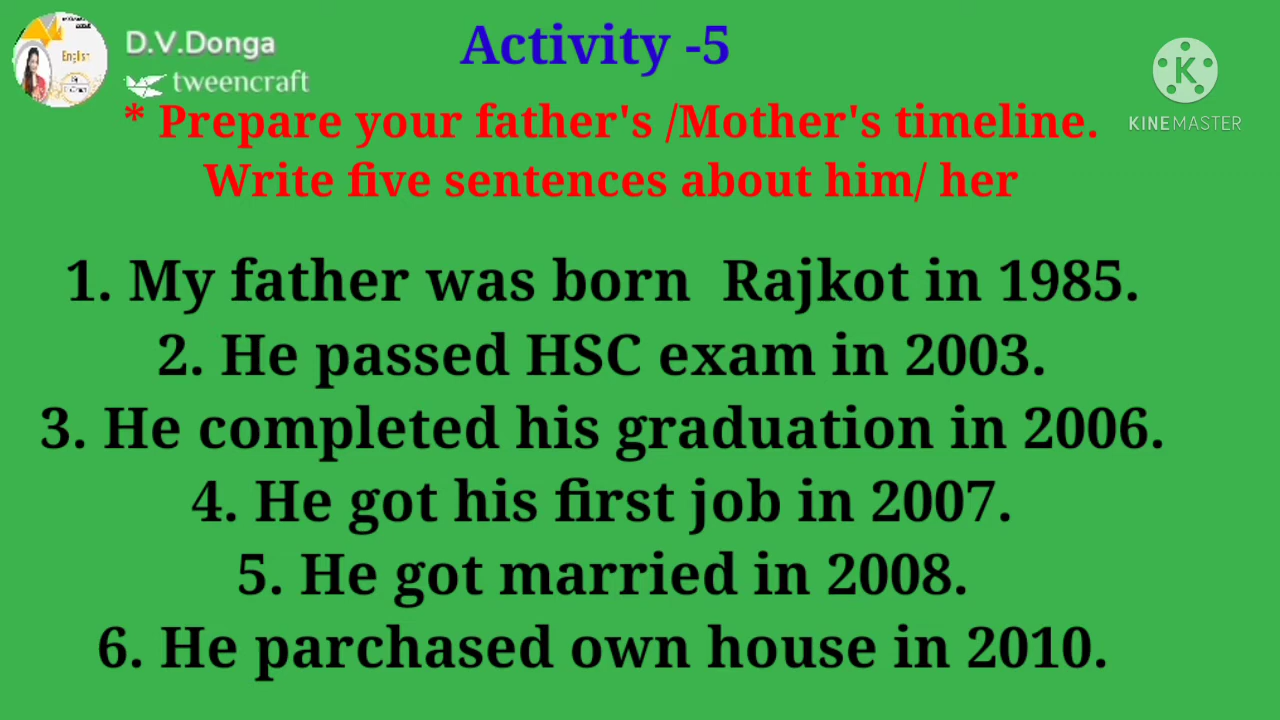 D.V.Donga
tweencraft
English
Activity -5
K
KINEMASTER
* Prepare your father's /Mother's timeline.
Write five sentences about him/ her
1. My father was born Rajkot in 1985.
2. He passed HSC exam in 2003.
3. He completed his graduation in 2006.
4. He got his first job in 2007.
5. He got married in 2008.
6. He parchased own house in 2010.